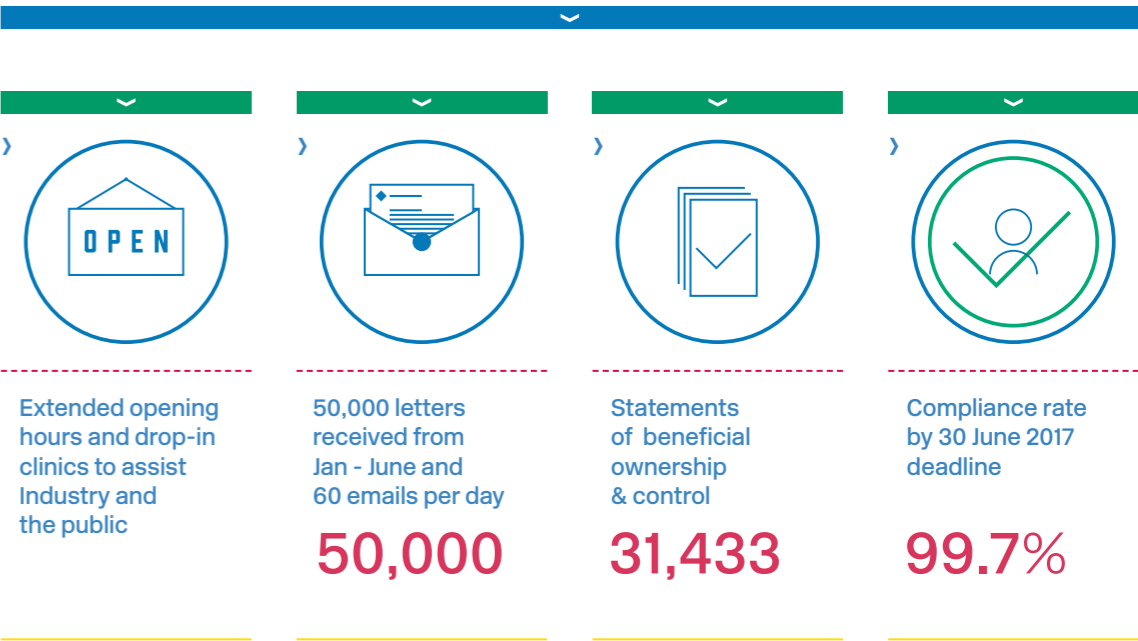 OPEN
Extended opening
hours and drop-in
clinics to assist
Industry and
the public
50,000 letters
received from
Jan - June and
60 emails per day
50,000
Statements
of beneficial
ownership
& control
31,433
Compliance rate
by 30 June 2017
deadline
99.7%